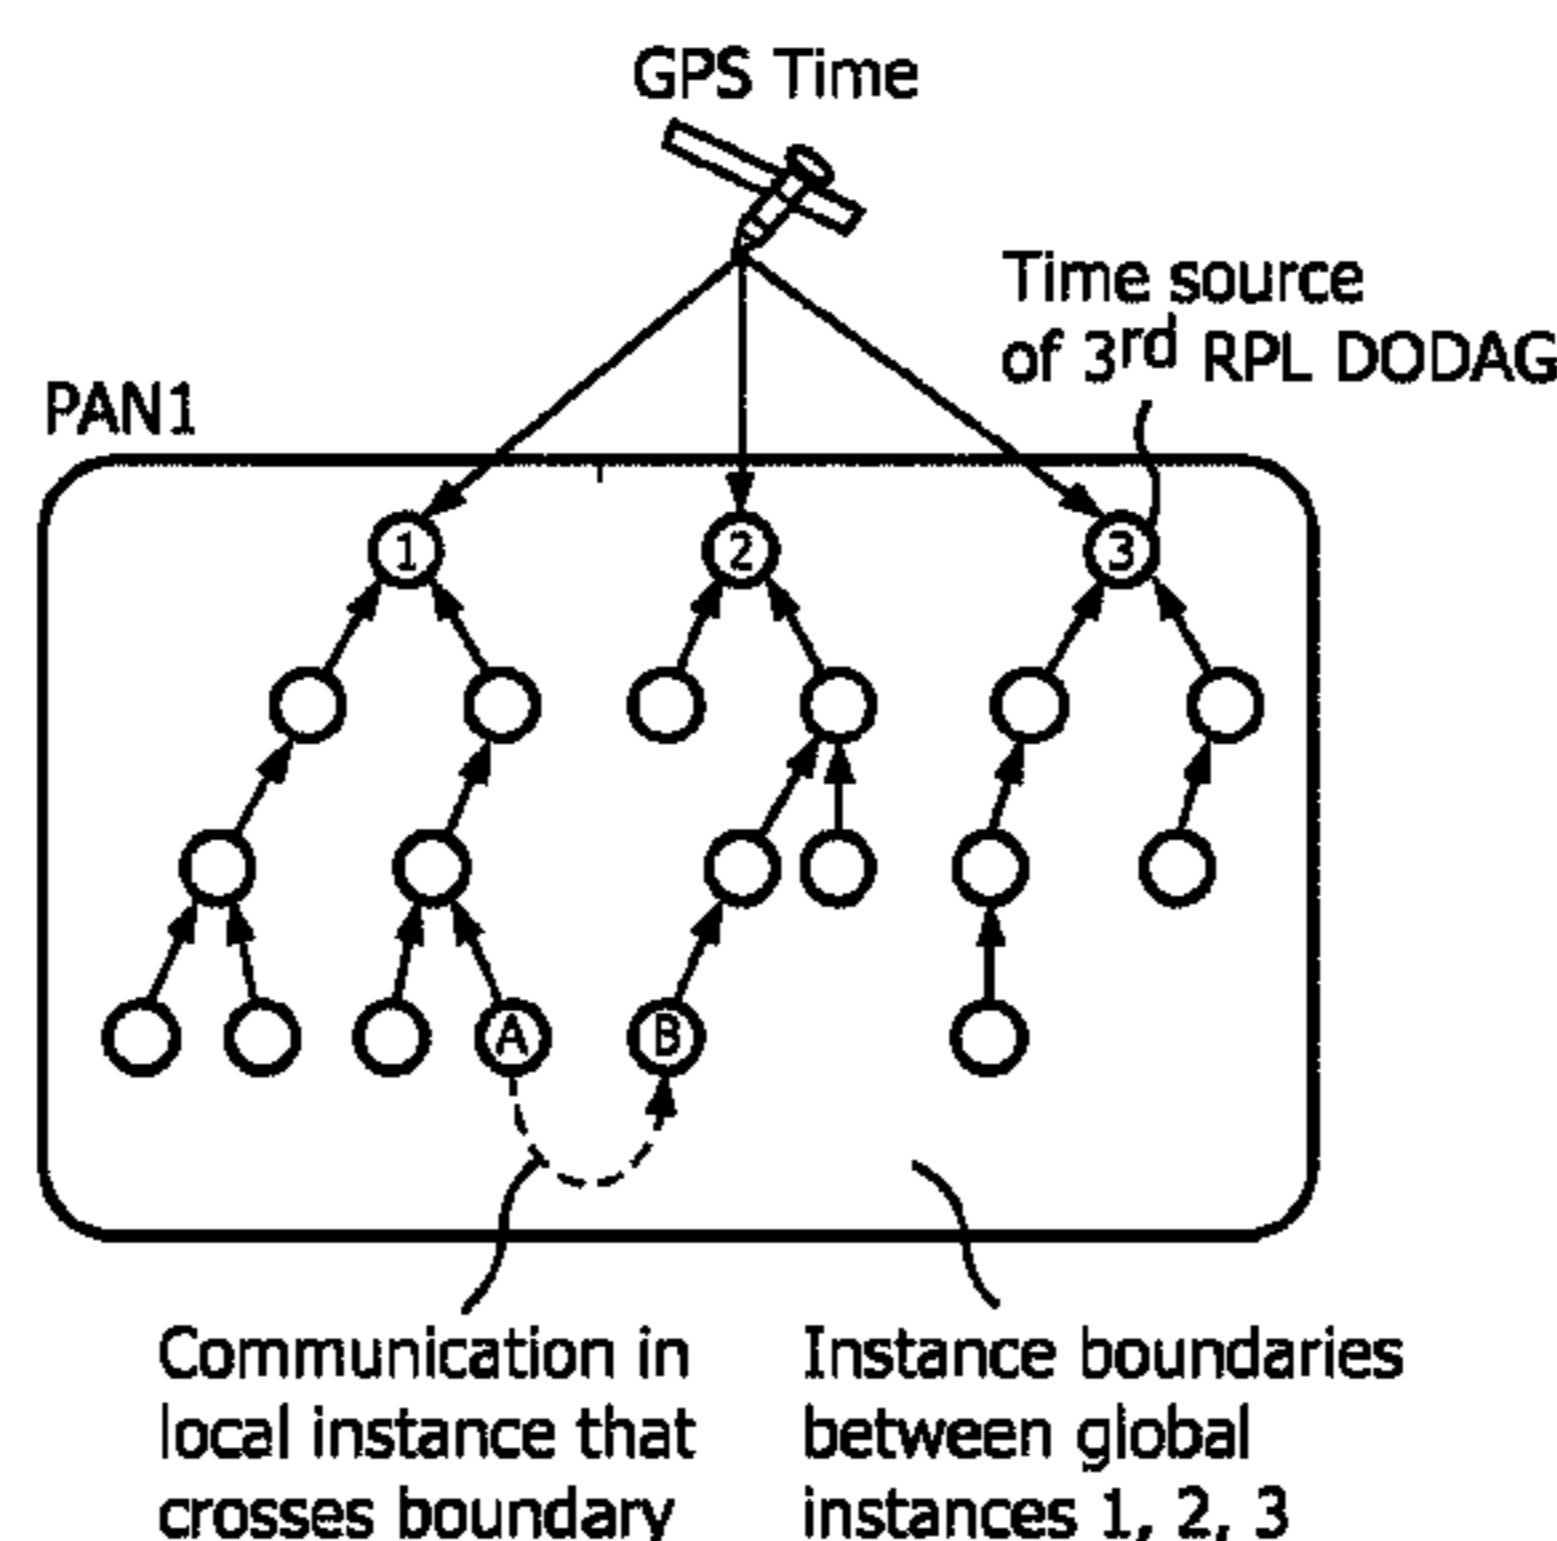 GPS Time
Time source
of 3rd RPL DODAG
PAN1
1
2
3
A
B
Communication in
local instance that
crosses boundary
Instance boundaries
between global
instances 1, 2, 3